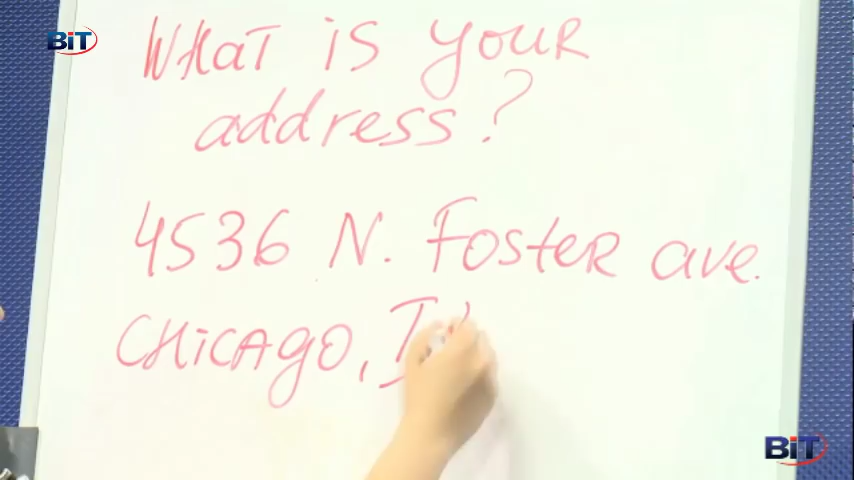 BiT
What is your
address?
4536 N. Foster ave.
Chicago, I
BiT